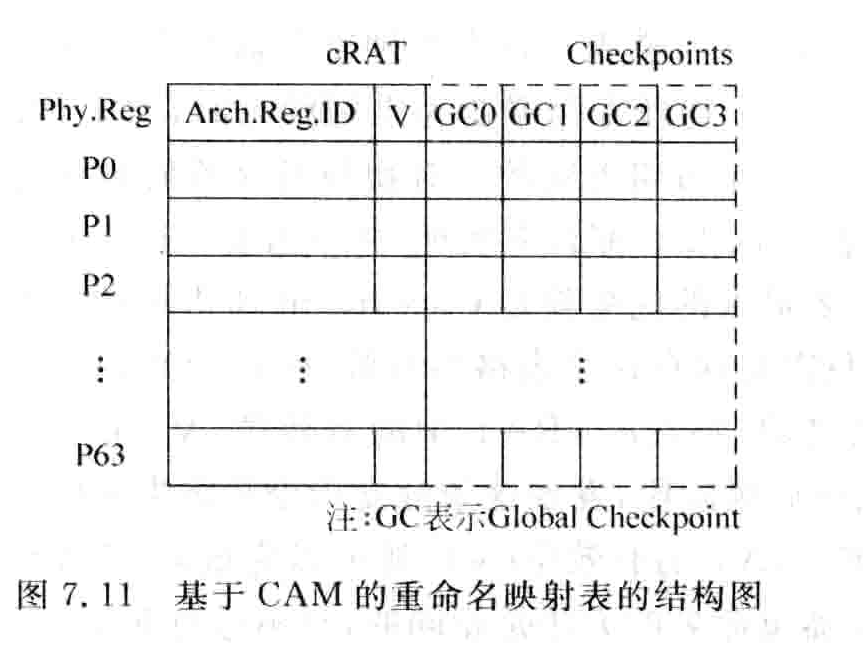 cRAT Checkpoints
Phy.Reg Arch.Reg.ID V GC0 GC1 GC2 GC3
P0
P1
P2
⋮ ⋮ ⋮
P63
注:GC表示Global Checkpoint
图 7.11 基于 CAM 的重命名映射表的结构图